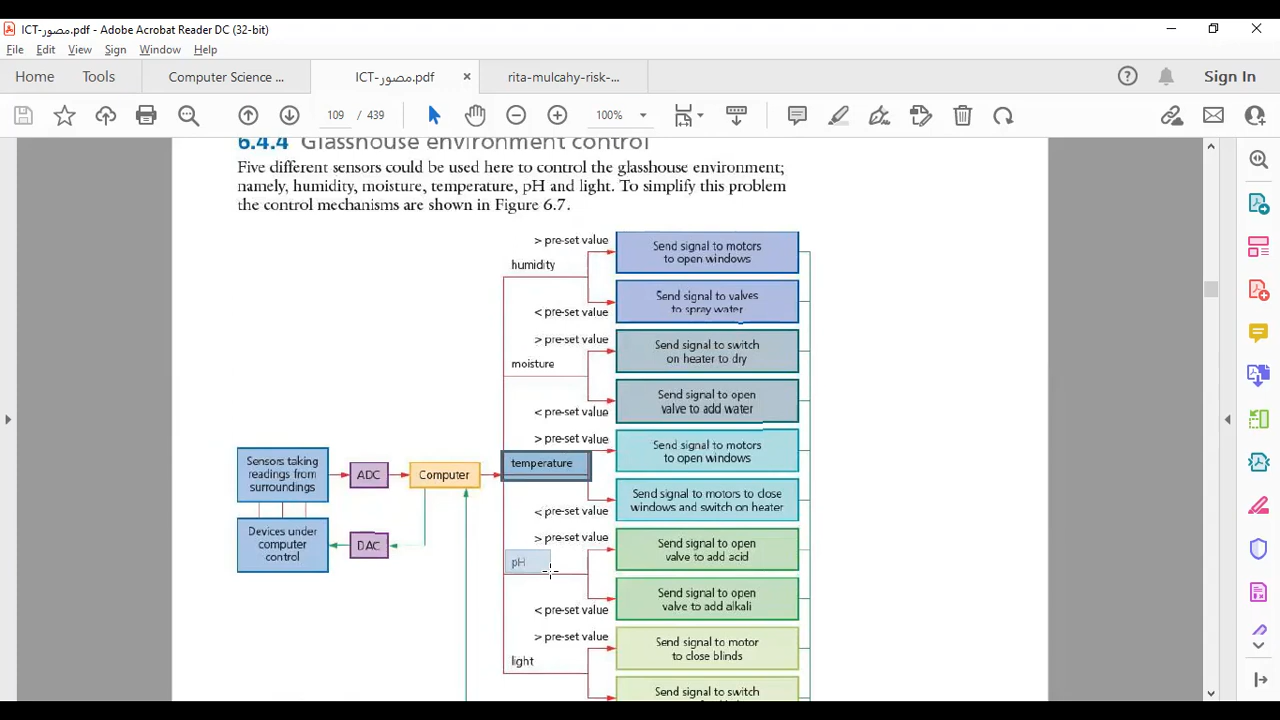 ICT-مصور.pdf - Adobe Acrobat Reader DC (32-bit)
File Edit View Sign Window Help
Home Tools Computer Science ... ICT-مصور.pdf × rita-mulcahy-risk-... Sign In
109 / 439 100%
6.4.4 Glasshouse environment control
Five different sensors could be used here to control the glasshouse environment;
namely, humidity, moisture, temperature, pH and light. To simplify this problem
the control mechanisms are shown in Figure 6.7.
> pre-set value
humidity
< pre-set value
Send signal to motors
to open windows
Send signal to valves
to spray water
> pre-set value
moisture
< pre-set value
Send signal to switch
on heater to dry
Send signal to open
valve to add water
Sensors taking
readings from
surroundings
ADC
Computer
Devices under
computer
control
DAC
> pre-set value
temperature
< pre-set value
Send signal to motors
to open windows
Send signal to motors to close
windows and switch on heater
> pre-set value
pH
< pre-set value
Send signal to open
valve to add acid
Send signal to open
valve to add alkali
> pre-set value
light
Send signal to motor
to close blinds
Send signal to switch